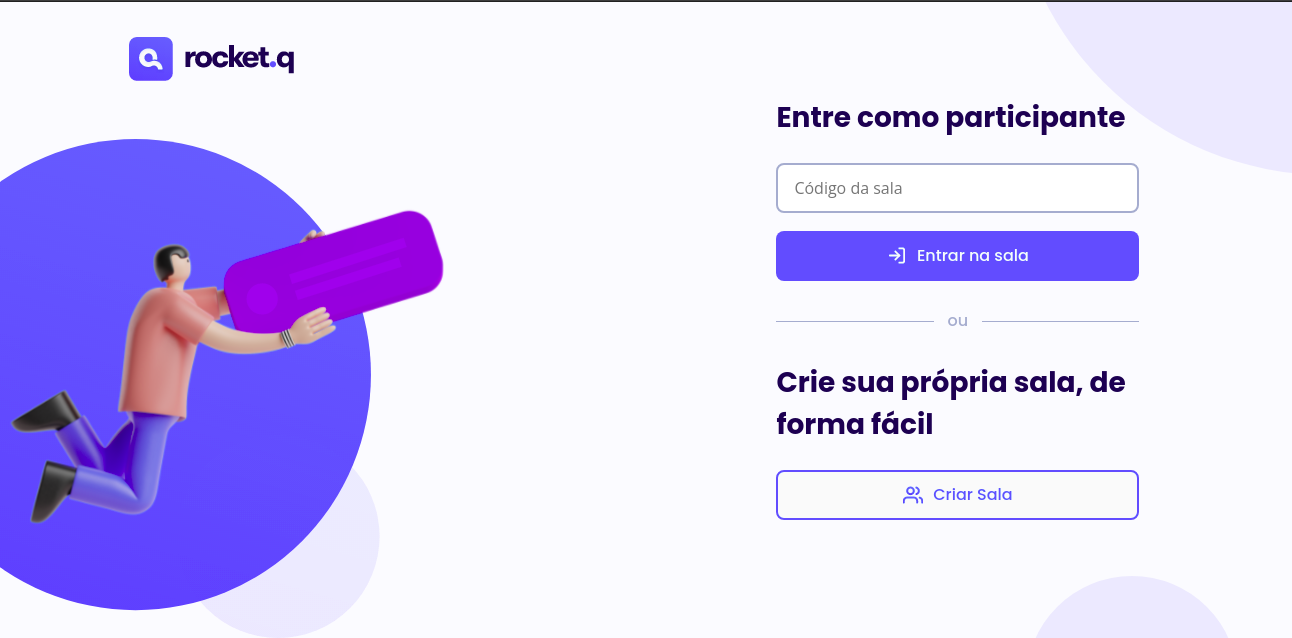 rocket.q
Entre como participante
Código da sala
Entrar na sala
ou
Crie sua própria sala, de
forma fácil
Criar Sala